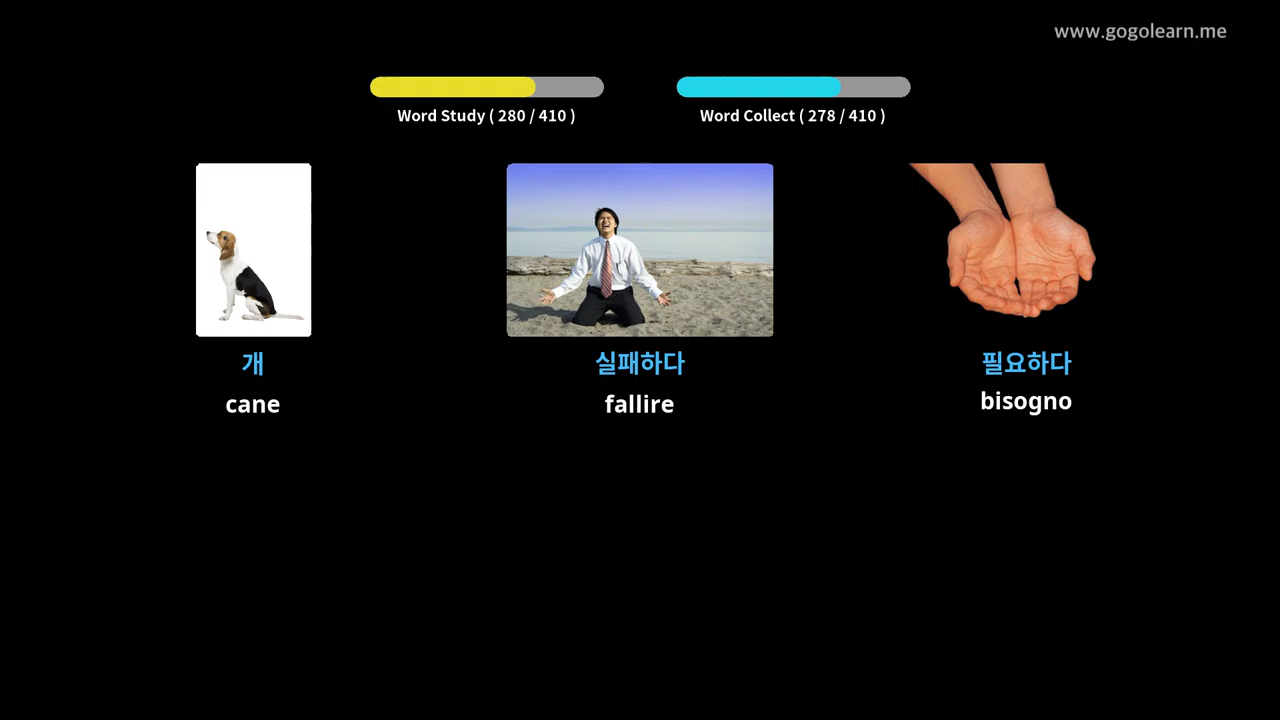 www.gogolearn.me
Word Study ( 280 / 410 )
Word Collect ( 278 / 410 )
개
실패하다
필요하다
cane
fallire
bisogno